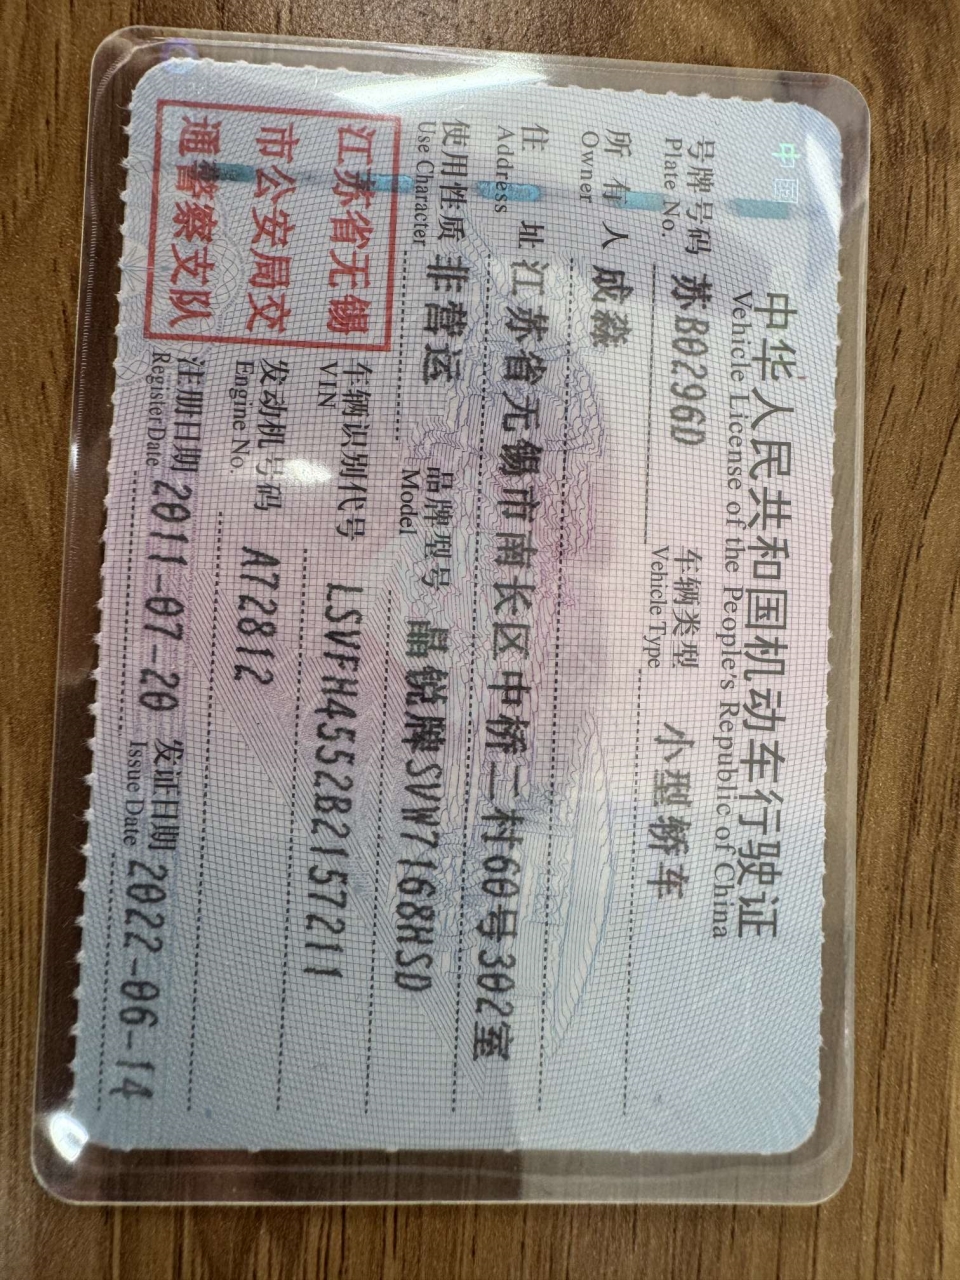 中国
中华人民共和国机动车行驶证
Vehicle License of the People's Republic of China
号牌号码 苏B0296D 车辆类型 小型轿车
Plate No. Vehicle Type
所有人 成淼
Owner
住址 江苏省无锡市南长区中桥二村60号302室
Address
使用性质 非营运 品牌型号 晶锐牌SVW7168HSD
Use Character Model
江苏省无锡
市公安局交
通警察支队
车辆识别代号 LSVFH4552B2157211
VIN
发动机号码 A72812
Engine No.
注册日期 2011-07-20 发证日期 2022-06-14
Register Date Issue Date